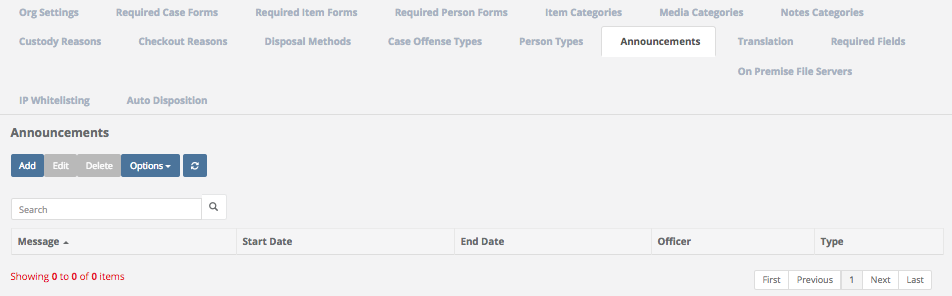 Org Settings Required Case Forms Required Item Forms Required Person Forms Item Categories Media Categories Notes Categories
Custody Reasons Checkout Reasons Disposal Methods Case Offense Types Person Types Announcements Translation Required Fields
On Premise File Servers
IP Whitelisting Auto Disposition
Announcements
Add Edit Delete Options
Search
Message Start Date End Date Officer Type
Showing 0 to 0 of 0 items
First Previous 1 Next Last